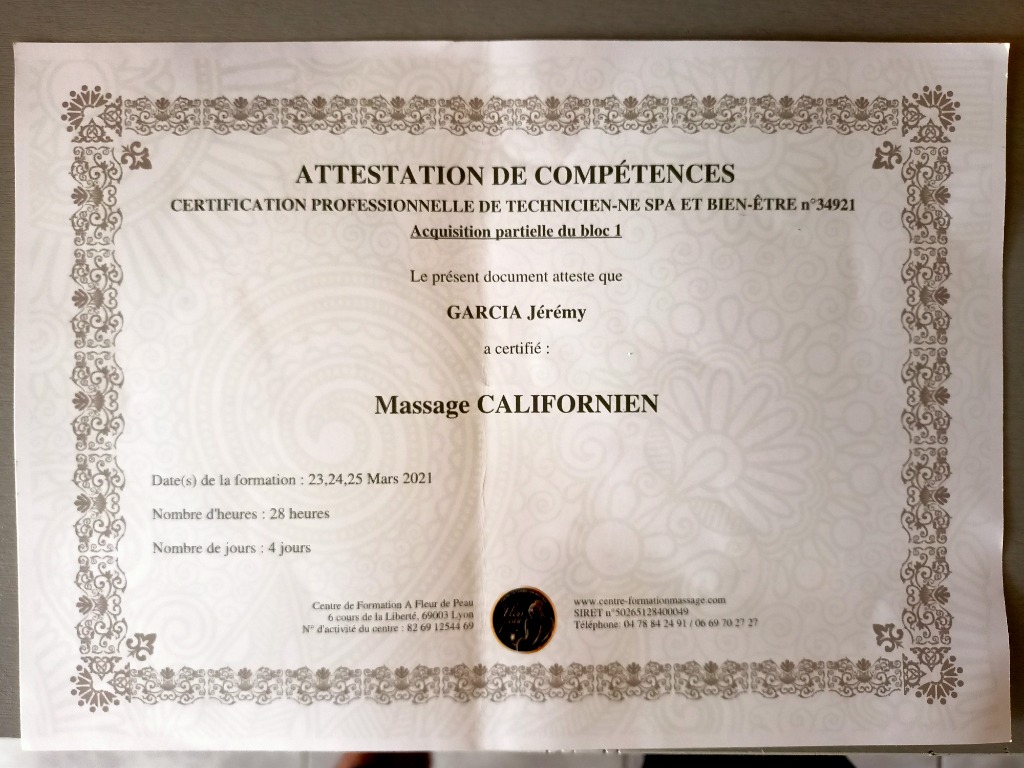 ATTESTATION DE COMPÉTENCES
CERTIFICATION PROFESSIONNELLE DE TECHNICIEN-NE SPA ET BIEN-ÊTRE n°34921
Acquisition partielle du bloc 1
Le présent document atteste que
GARCIA Jérémy
a certifié :
Massage CALIFORNIEN
Date(s) de la formation : 23,24,25 Mars 2021
Nombre d'heures : 28 heures
Nombre de jours : 4 jours
Centre de Formation A Fleur de Peau
6 cours de la Liberté, 69003 Lyon
N° d'activité du centre : 82 69 12544 69
www.centre-formationmassage.com
SIRET n°50265128400049
Téléphone: 04 78 84 24 91 / 06 69 70 27 27